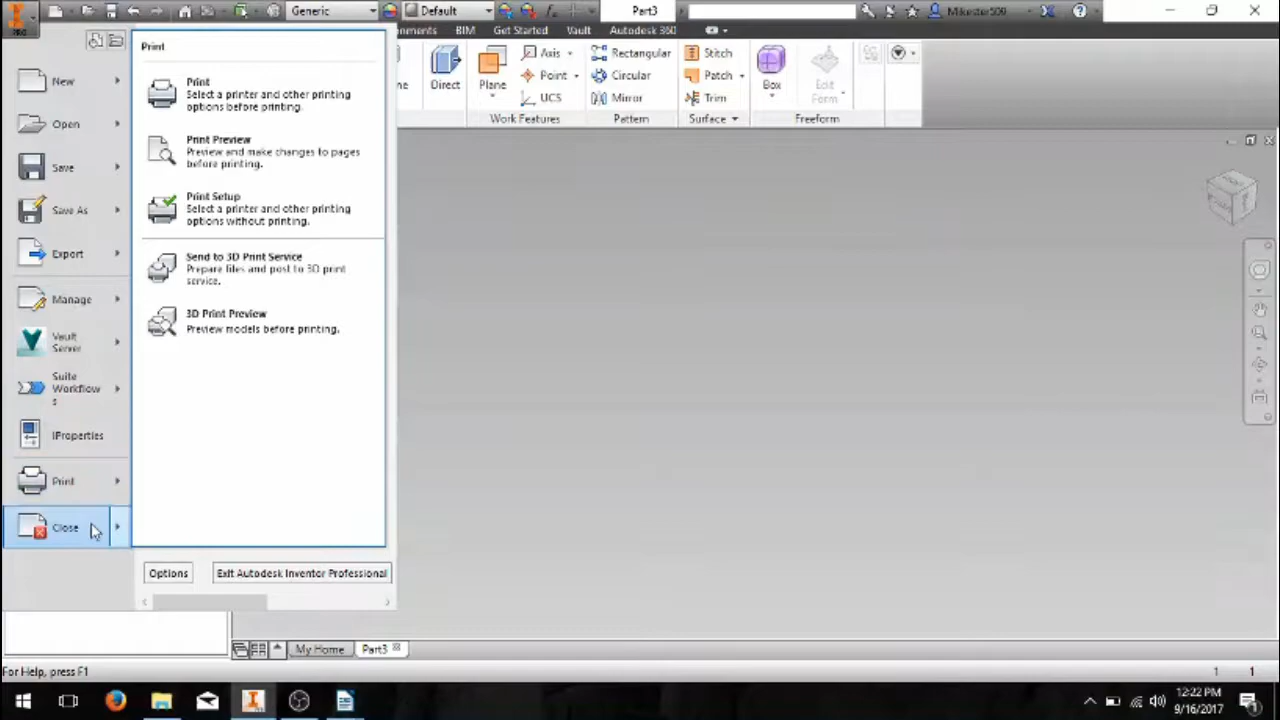 PRO
Generic
Default
Part3
Mikester500
onments BIM Get Started Vault Autodesk 360
ne
Direct
Plane
Axis
Point
UCS
Work Features
Rectangular
Circular
Mirror
Pattern
Stitch
Patch
Trim
Surface
Box
Edit
Form
Freeform
New
Open
Save
Save As
Export
Manage
Vault
Server
Suite
Workflow
s
iProperties
Print
Close
Print
Print
Select a printer and other printing
options before printing.
Print Preview
Preview and make changes to pages
before printing.
Print Setup
Select a printer and other printing
options without printing.
Send to 3D Print Service
Prepare files and post to 3D print
service.
3D Print Preview
Preview models before printing.
Options
Exit Autodesk Inventor Professional
My Home
Part3
For Help, press F1
1 1
12:22 PM
9/16/2017